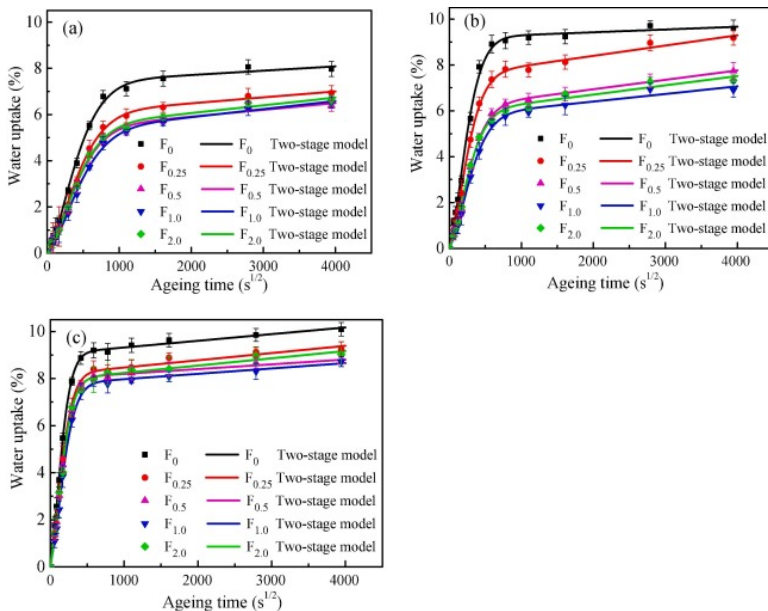 (a)
Water uptake (%)
10
8
6
4
2
0
F0 F0 Two-stage model
F0.25 F0.25 Two-stage model
F0.5 F0.5 Two-stage model
F1.0 F1.0 Two-stage model
F2.0 F2.0 Two-stage model
0 1000 2000 3000 4000
Ageing time (s1/2)
(b)
Water uptake (%)
10
8
6
4
2
0
F0 F0 Two-stage model
F0.25 F0.25 Two-stage model
F0.5 F0.5 Two-stage model
F1.0 F1.0 Two-stage model
F2.0 F2.0 Two-stage model
0 1000 2000 3000 4000
Ageing time (s1/2)
(c)
Water uptake (%)
10
8
6
4
2
0
F0 F0 Two-stage model
F0.25 F0.25 Two-stage model
F0.5 F0.5 Two-stage model
F1.0 F1.0 Two-stage model
F2.0 F2.0 Two-stage model
0 1000 2000 3000 4000
Ageing time (s1/2)